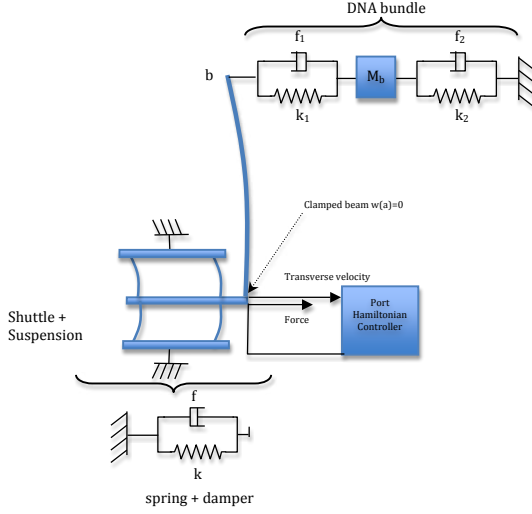 DNA bundle
f₁
f₂
b
M_b
k₁
k₂
Clamped beam w(a)=0
Transverse velocity
Force
Port
Hamiltonian
Controller
Shuttle +
Suspension
f
k
spring + damper